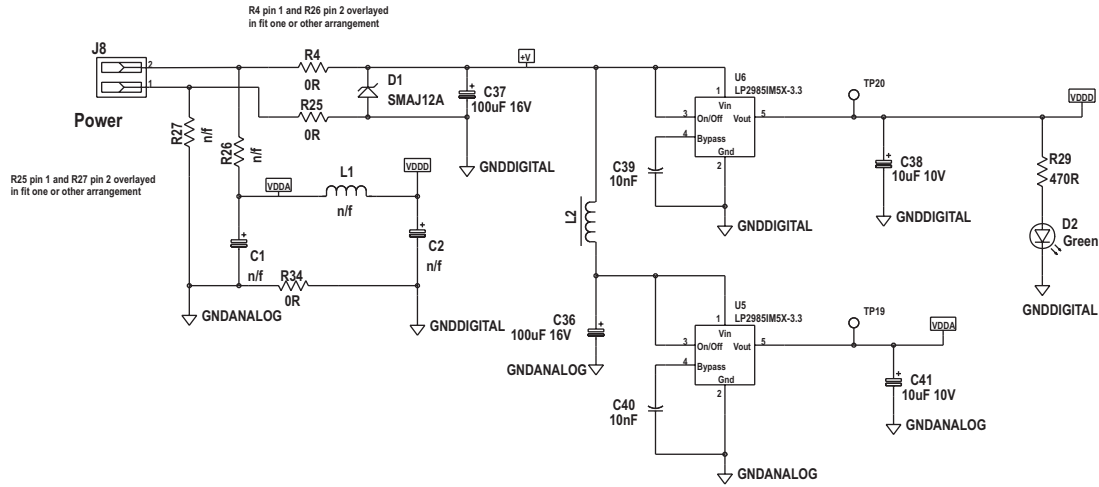 R4 pin 1 and R26 pin 2 overlayed
in fit one or other arrangement
J8
2
1
Power
R4
0R
R25
0R
D1
SMAJ12A
C37
100uF 16V
GNDDIGITAL
+V
R27
n/f
R26
n/f
R25 pin 1 and R27 pin 2 overlayed
in fit one or other arrangement
VDDA
L1
n/f
VDDD
C1
n/f
C2
n/f
R34
0R
GNDANALOG
GNDDIGITAL
L2
C36
100uF 16V
GNDANALOG
U6
LP2985IM5X-3.3
1
Vin
3
On/Off
Vout
5
4
Bypass
Gnd
2
C39
10nF
GNDDIGITAL
TP20
VDDD
C38
10uF 10V
GNDDIGITAL
R29
470R
D2
Green
GNDDIGITAL
U5
LP2985IM5X-3.3
1
Vin
3
On/Off
Vout
5
4
Bypass
Gnd
2
C40
10nF
GNDANALOG
TP19
VDDA
C41
10uF 10V
GNDANALOG